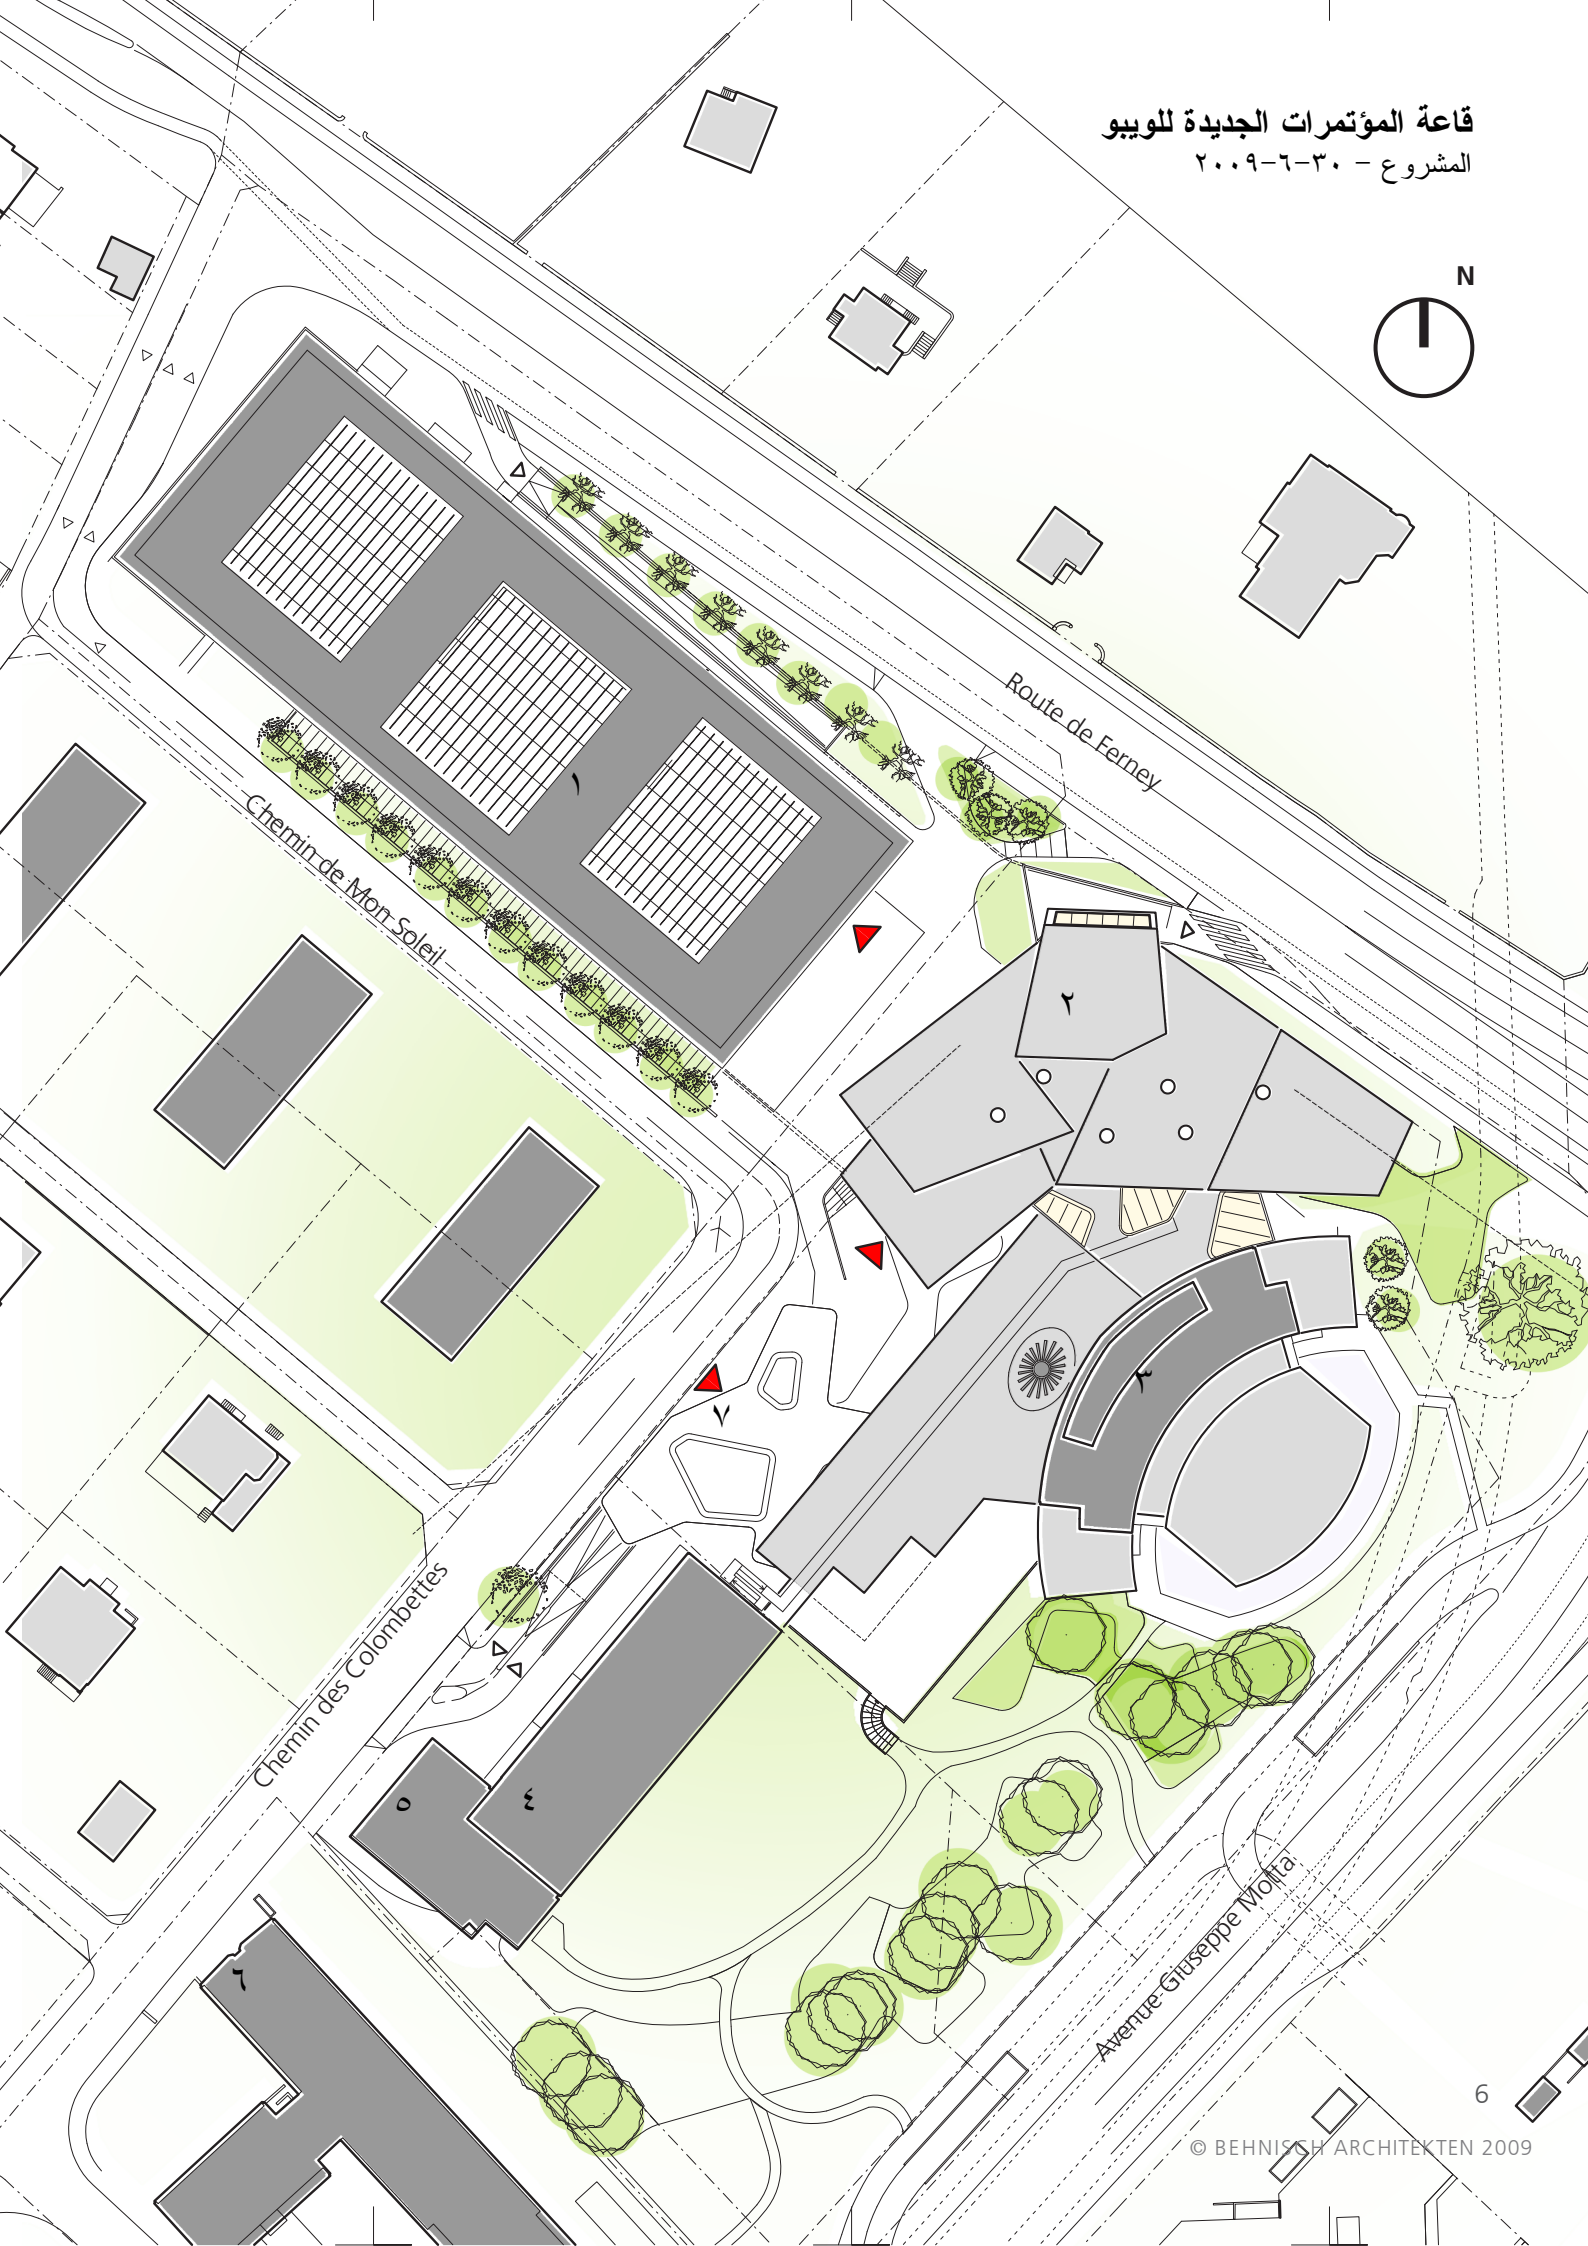 قاعة المؤتمرات الجديدة للويبو
المشروع - ٣٠-٦-٢٠٠٩
N
Route de Ferney
١
Chemin de Mon Soleil
٢
٣
٧
Chemin des Colombettes
٤
٥
٦
Avenue Giuseppe Motta
6
© BEHNISCH ARCHITEKTEN 2009